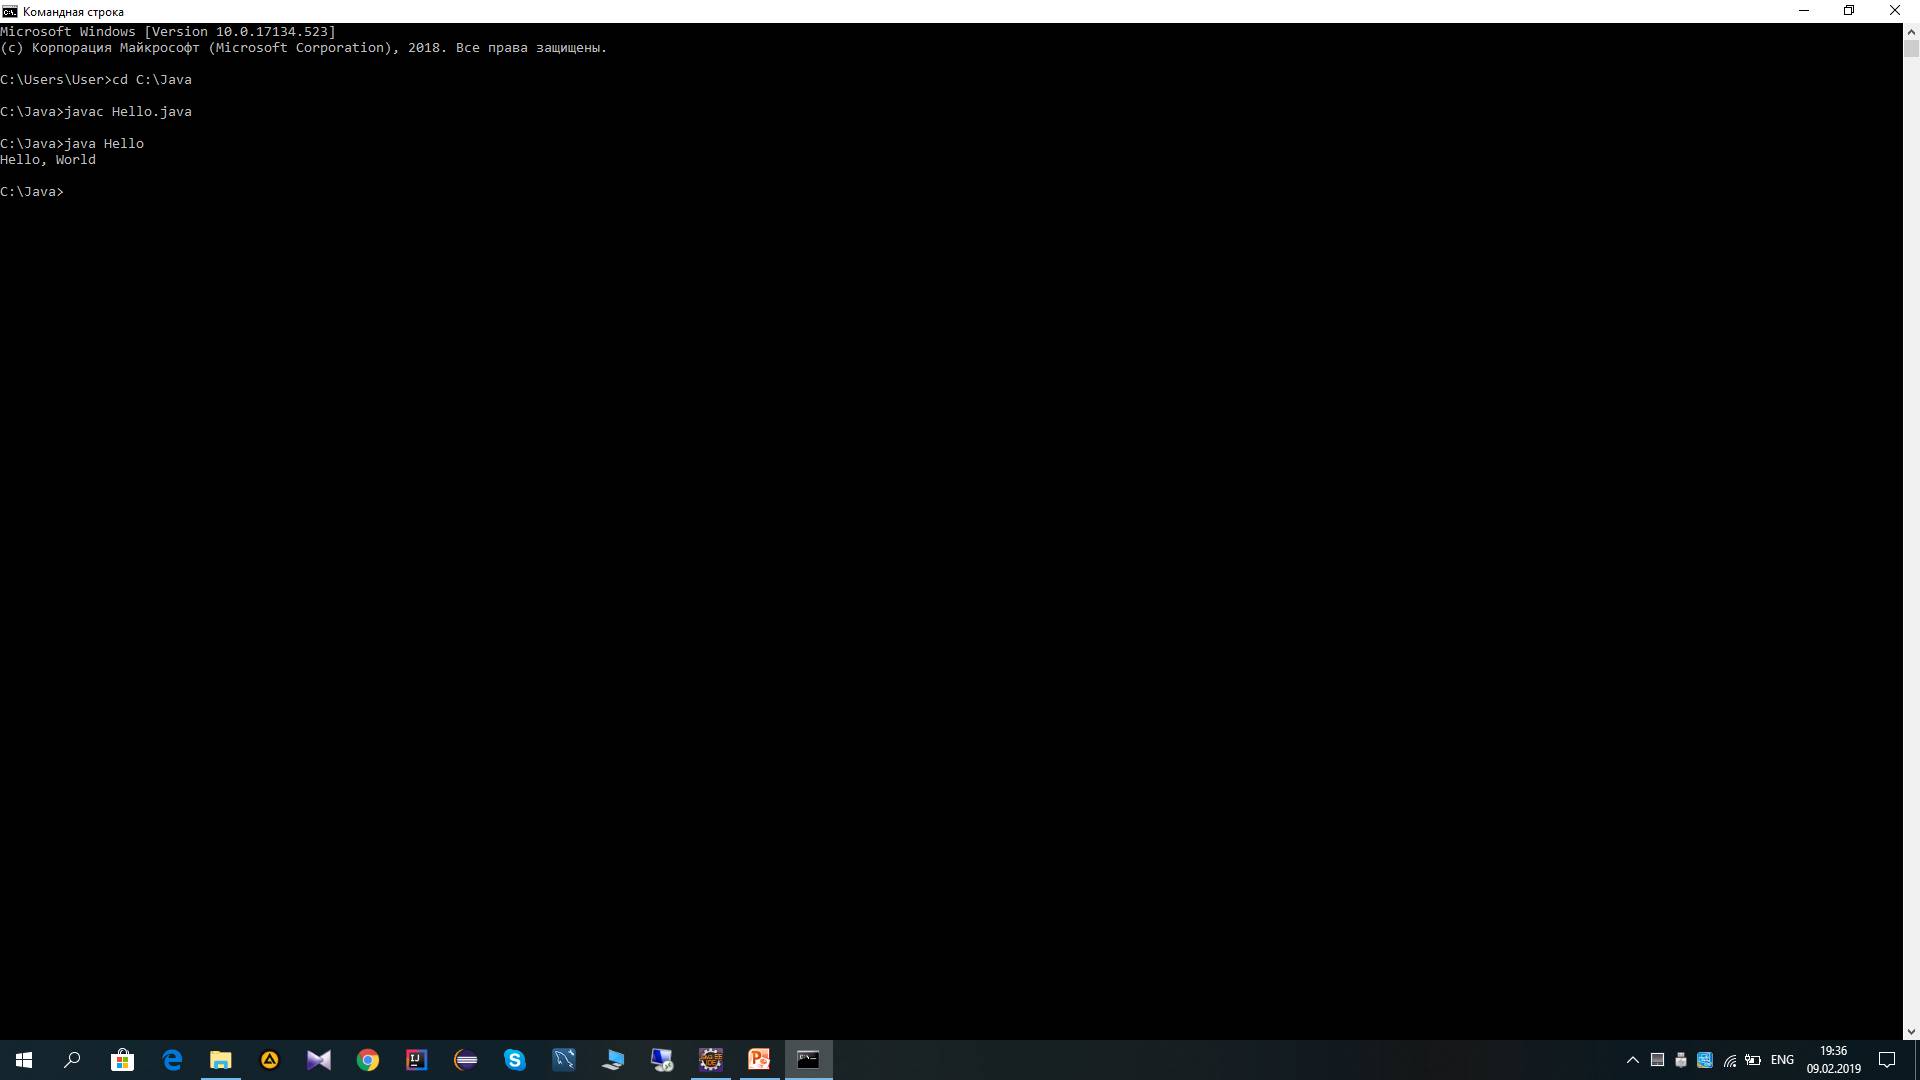 Командная строка
Microsoft Windows [Version 10.0.17134.523]
(c) Корпорация Майкрософт (Microsoft Corporation), 2018. Все права защищены.
C:\Users\User>cd C:\Java
C:\Java>javac Hello.java
C:\Java>java Hello
Hello, World
C:\Java>
ENG
19:36
09.02.2019